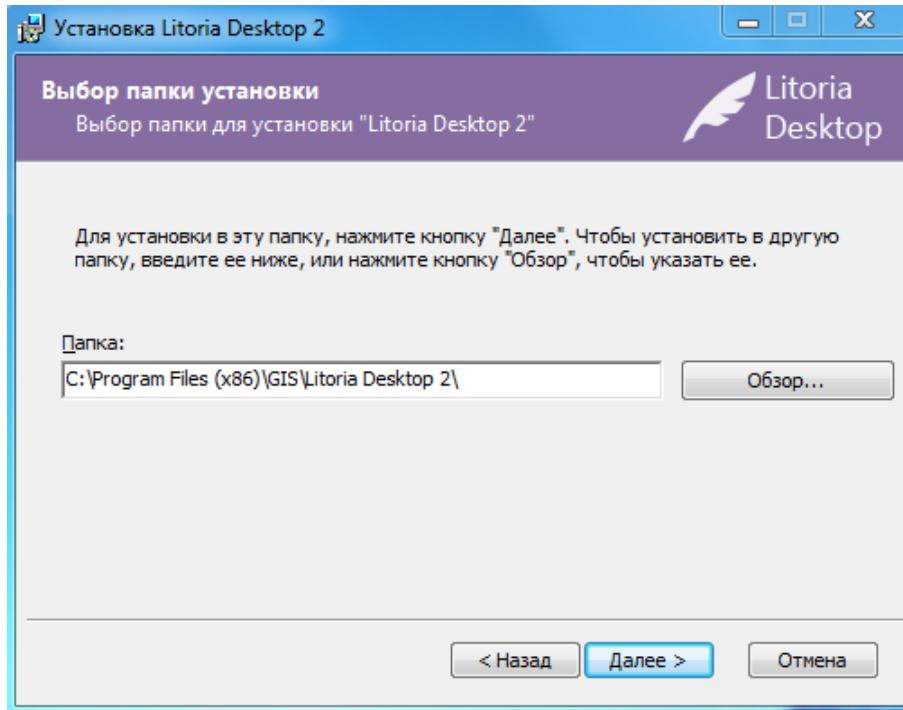 Установка Litoria Desktop 2
Выбор папки установки
Выбор папки для установки "Litoria Desktop 2"
Litoria
Desktop
Для установки в эту папку, нажмите кнопку "Далее". Чтобы установить в другую
папку, введите ее ниже, или нажмите кнопку "Обзор", чтобы указать ее.
Папка:
C:\Program Files (x86)\GIS\Litoria Desktop 2\
Обзор...
< Назад
Далее >
Отмена